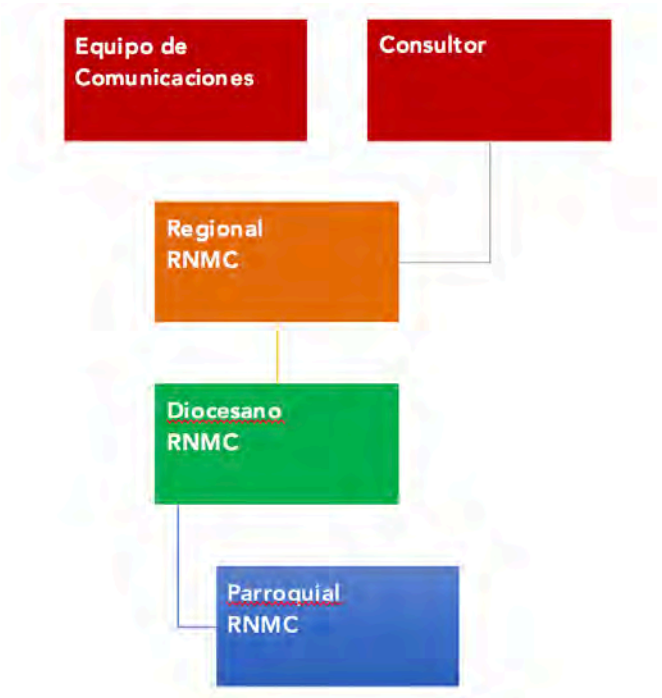 Equipo de
Comunicaciones
Consultor
Regional
RNMC
Diocesano
RNMC
Parroquial
RNMC